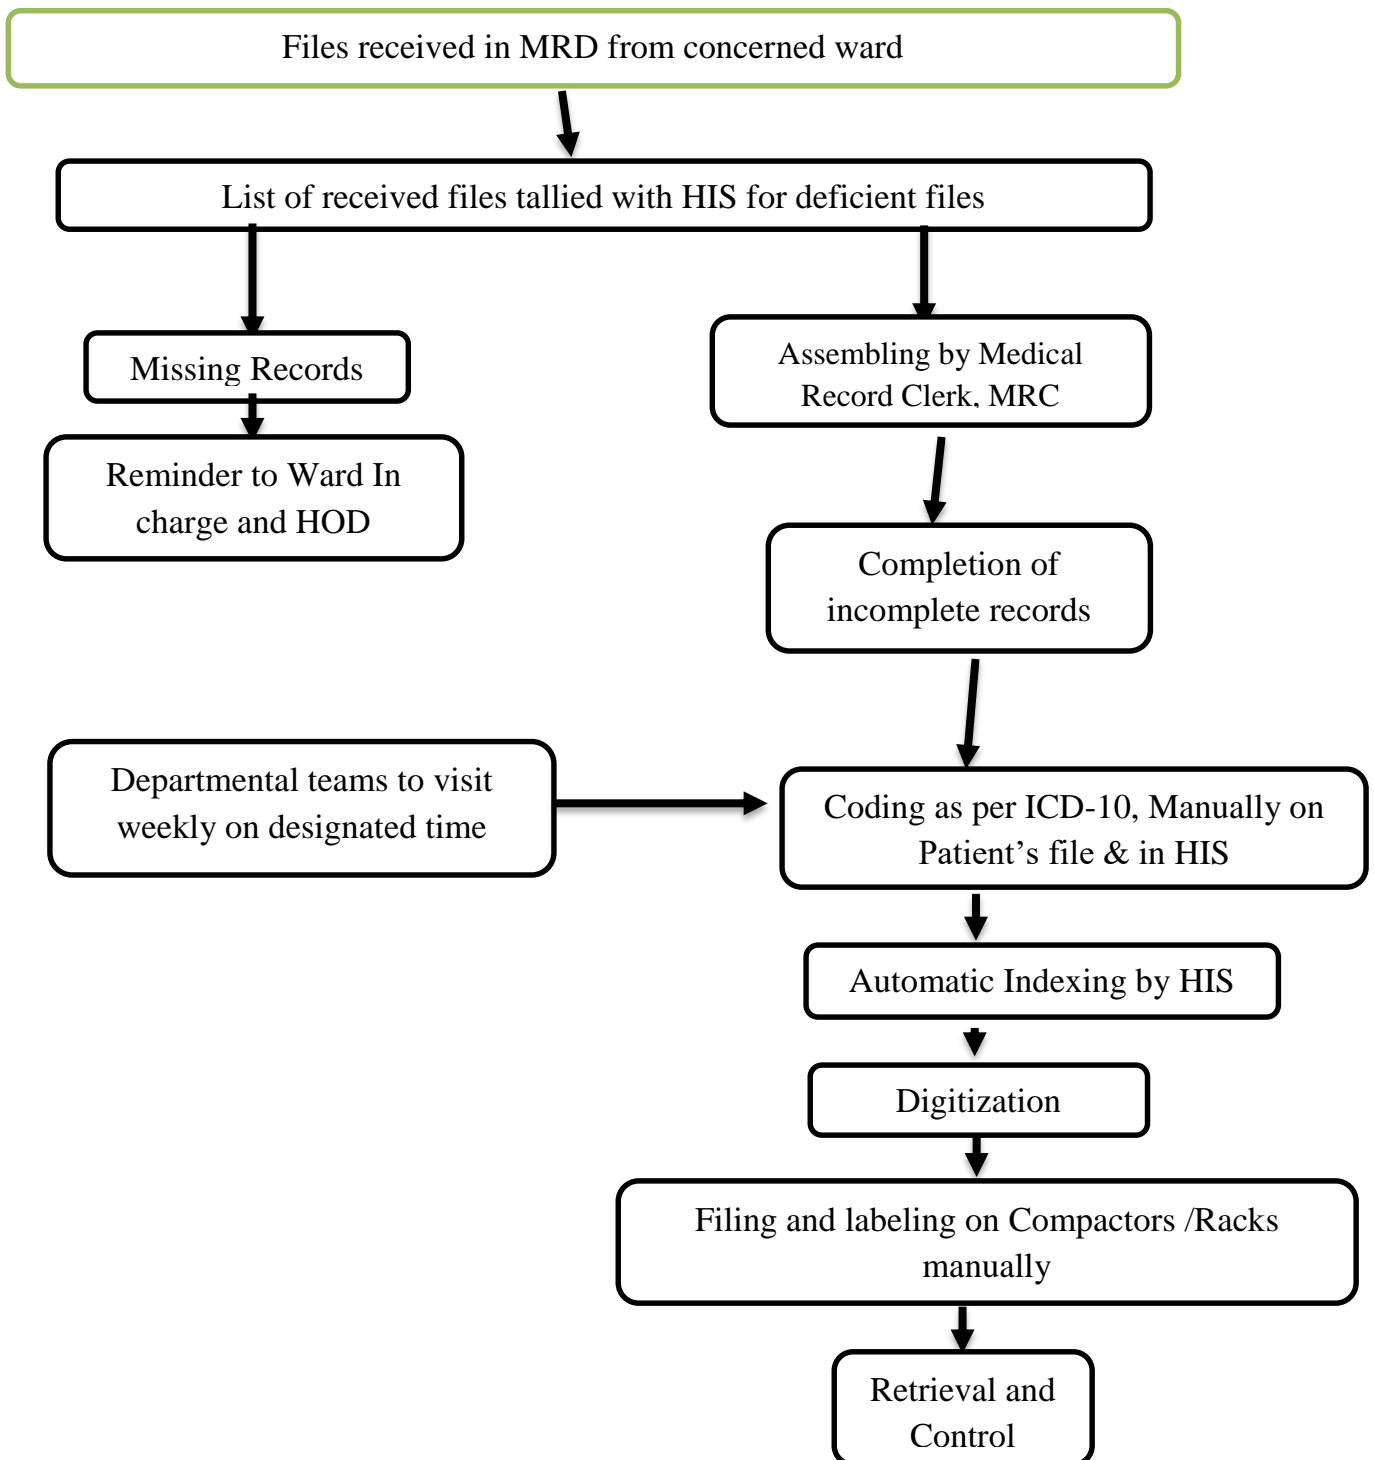 Files received in MRD from concerned ward
List of received files tallied with HIS for deficient files
Missing Records
Assembling by Medical
Record Clerk, MRC
Reminder to Ward In
charge and HOD
Completion of
incomplete records
Departmental teams to visit
weekly on designated time
Coding as per ICD-10, Manually on
Patient’s file & in HIS
Automatic Indexing by HIS
Digitization
Filing and labeling on Compactors /Racks
manually
Retrieval and
Control